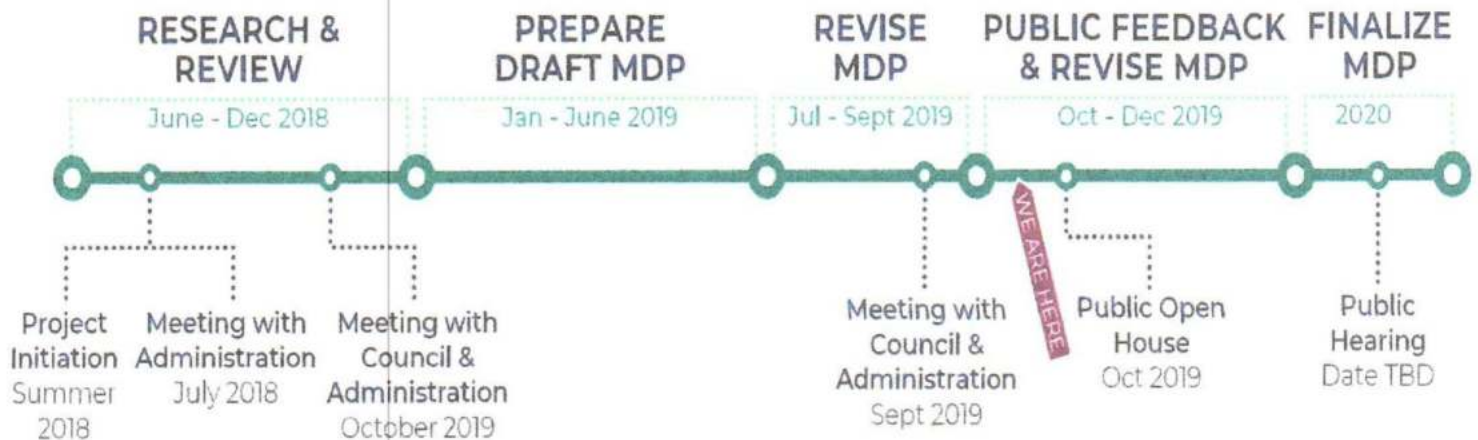 RESEARCH &
REVIEW
June - Dec 2018
PREPARE
DRAFT MDP
Jan - June 2019
REVISE
MDP
Jul - Sept 2019
PUBLIC FEEDBACK
& REVISE MDP
Oct - Dec 2019
FINALIZE
MDP
2020
Project
Initiation
Summer
2018
Meeting with
Administration
July 2018
Meeting with
Council &
Administration
October 2019
Meeting with
Council &
Administration
Sept 2019
WE ARE HERE
Public Open
House
Oct 2019
Public
Hearing
Date TBD